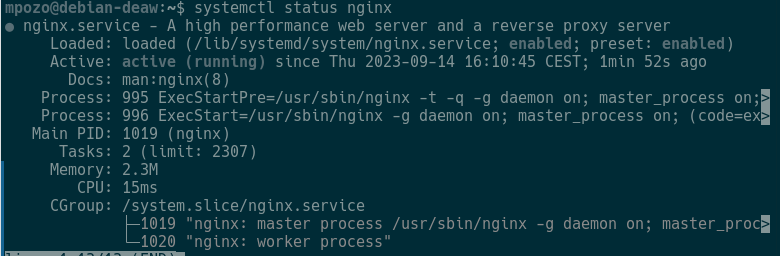 mpozo@debian-deaw:~$ systemctl status nginx
● nginx.service - A high performance web server and a reverse proxy server
Loaded: loaded (/lib/systemd/system/nginx.service; enabled; preset: enabled)
Active: active (running) since Thu 2023-09-14 16:10:45 CEST; 1min 52s ago
Docs: man:nginx(8)
Process: 995 ExecStartPre=/usr/sbin/nginx -t -q -g daemon on; master_process on;>
Process: 996 ExecStart=/usr/sbin/nginx -g daemon on; master_process on; (code=ex>
Main PID: 1019 (nginx)
Tasks: 2 (limit: 2307)
Memory: 2.3M
CPU: 15ms
CGroup: /system.slice/nginx.service
├─1019 "nginx: master process /usr/sbin/nginx -g daemon on; master_proc>
└─1020 "nginx: worker process"